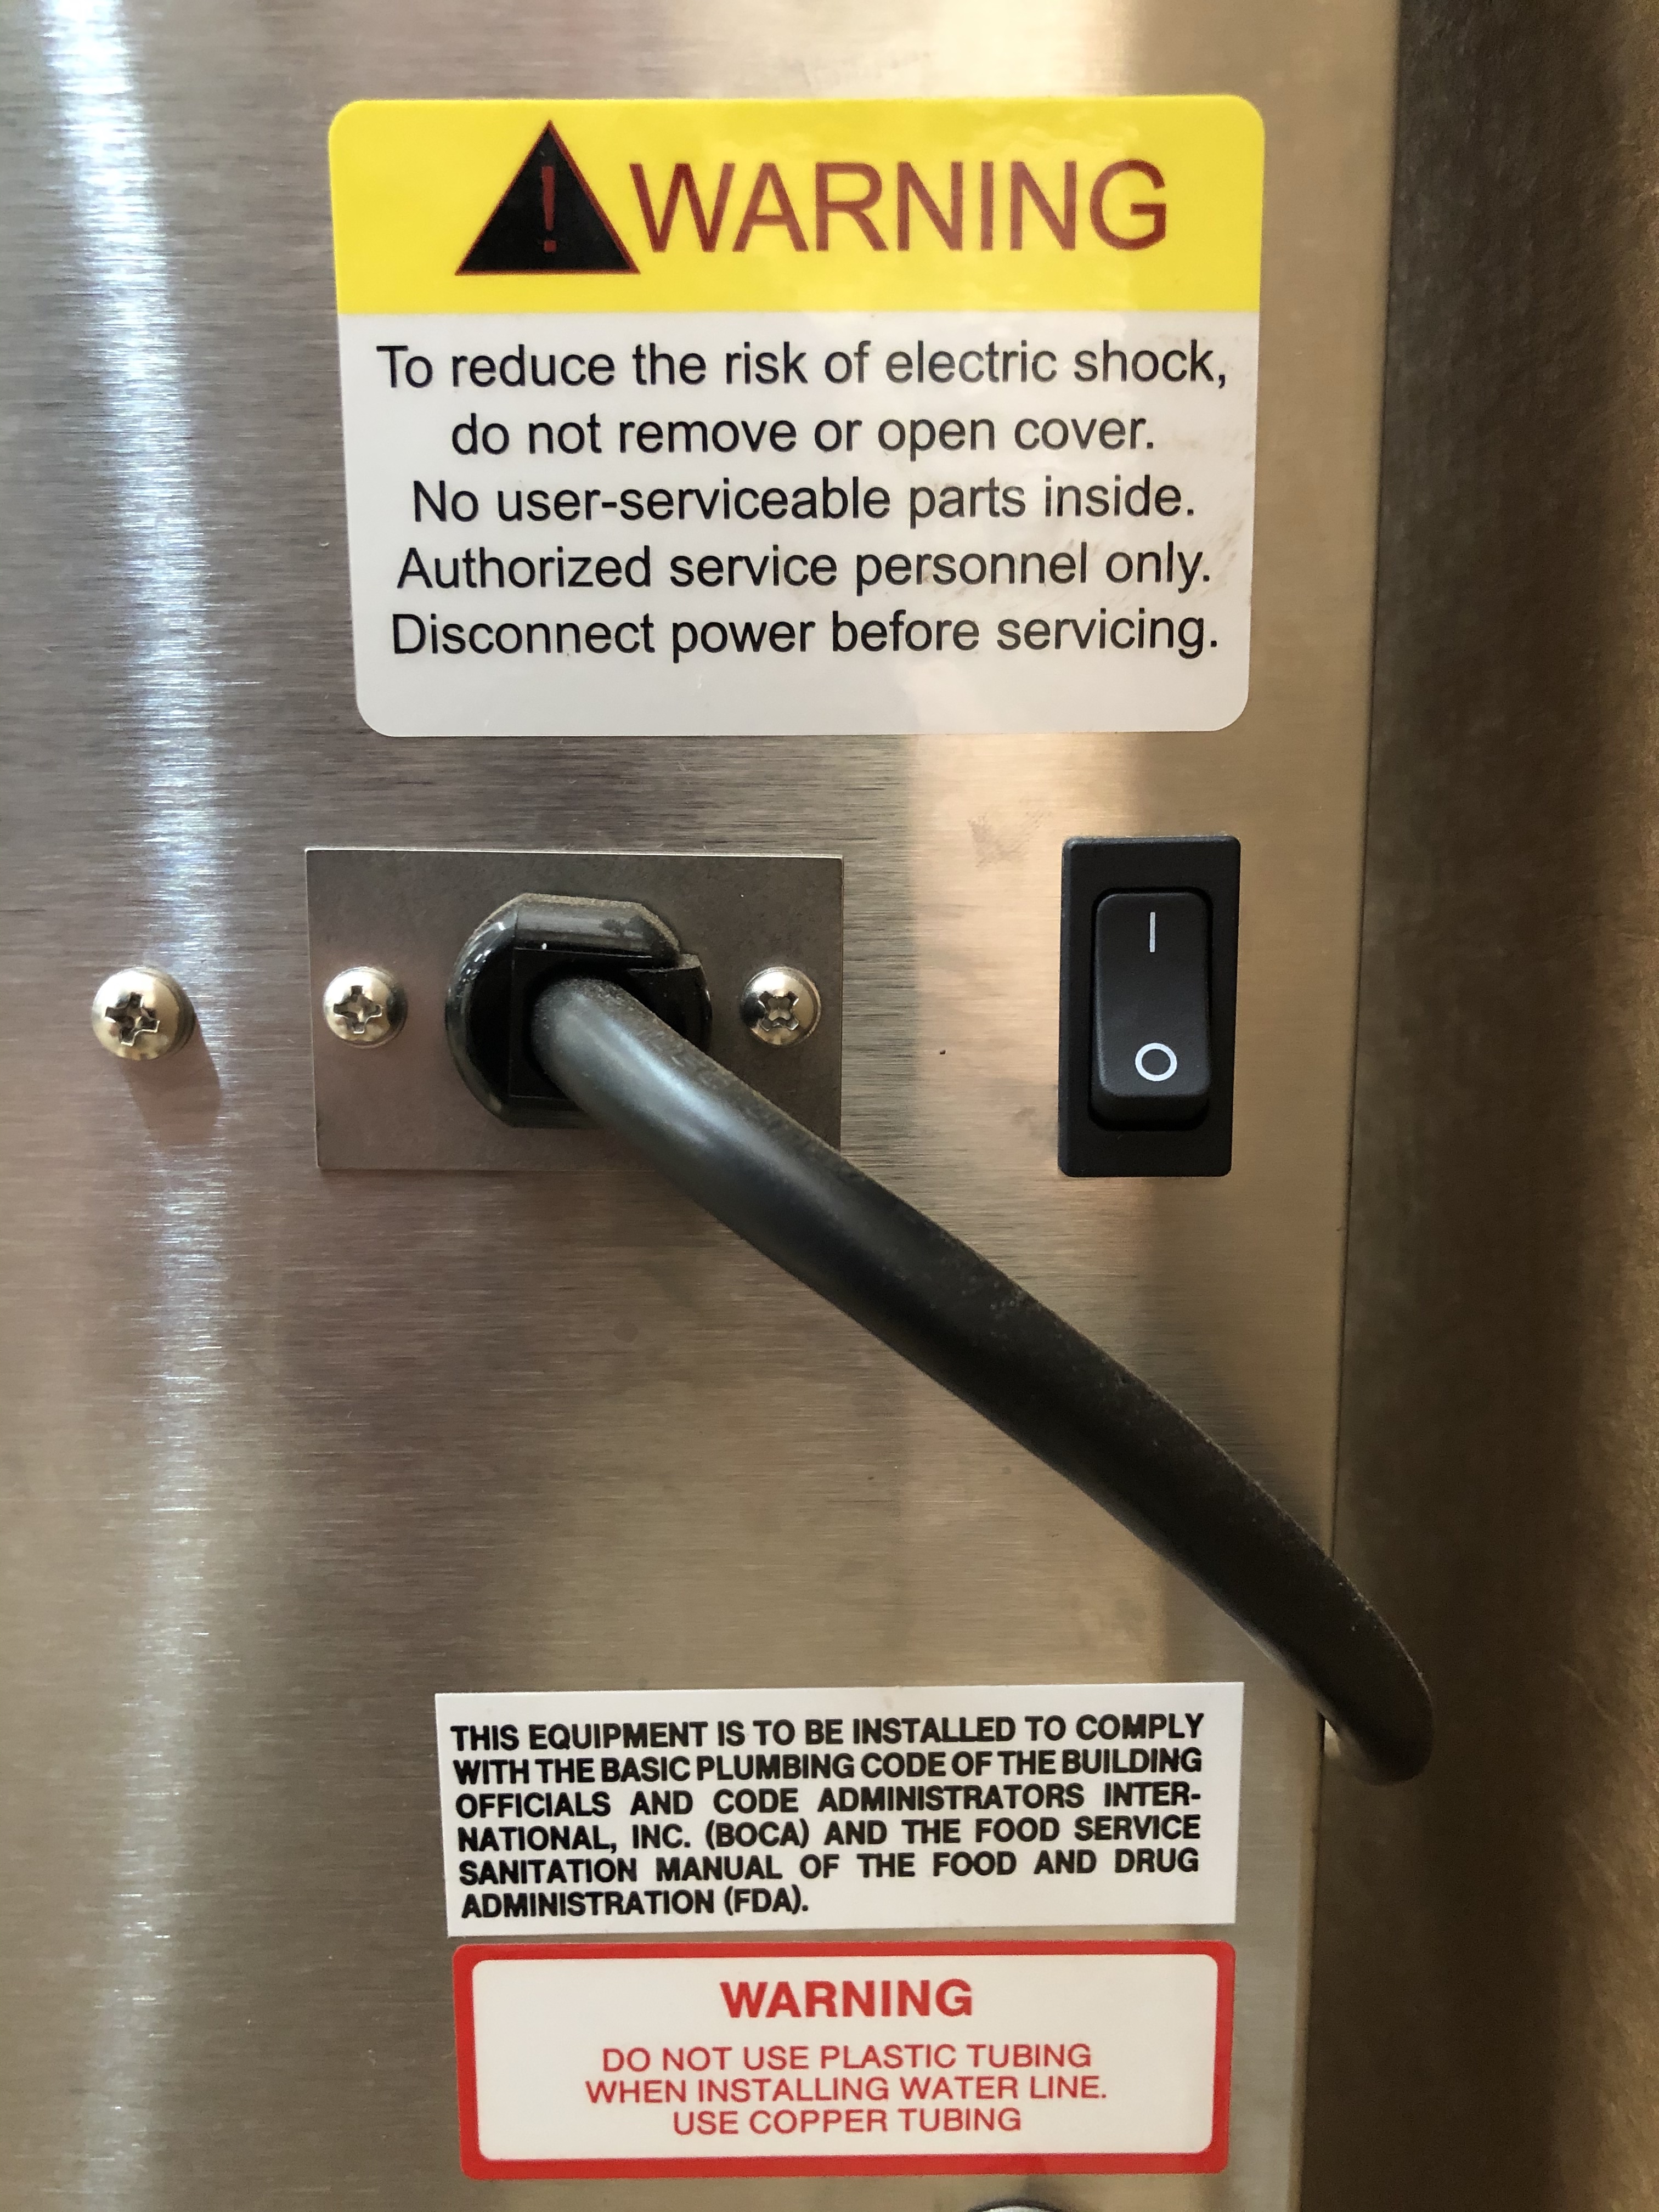 ! WARNING
To reduce the risk of electric shock,
do not remove or open cover.
No user-serviceable parts inside.
Authorized service personnel only.
Disconnect power before servicing.
I
O
THIS EQUIPMENT IS TO BE INSTALLED TO COMPLY
WITH THE BASIC PLUMBING CODE OF THE BUILDING
OFFICIALS AND CODE ADMINISTRATORS INTER-
NATIONAL, INC. (BOCA) AND THE FOOD SERVICE
SANITATION MANUAL OF THE FOOD AND DRUG
ADMINISTRATION (FDA).
WARNING
DO NOT USE PLASTIC TUBING
WHEN INSTALLING WATER LINE.
USE COPPER TUBING